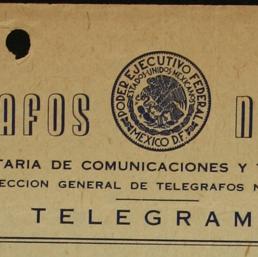 AFOS N
PODER EJECUTIVO FEDERAL
ESTADOS UNIDOS MEXICANOS
MEXICO D.F.
TARIA DE COMUNICACIONES Y T
ECCION GENERAL DE TELEGRAFOS N
TELEGRAM